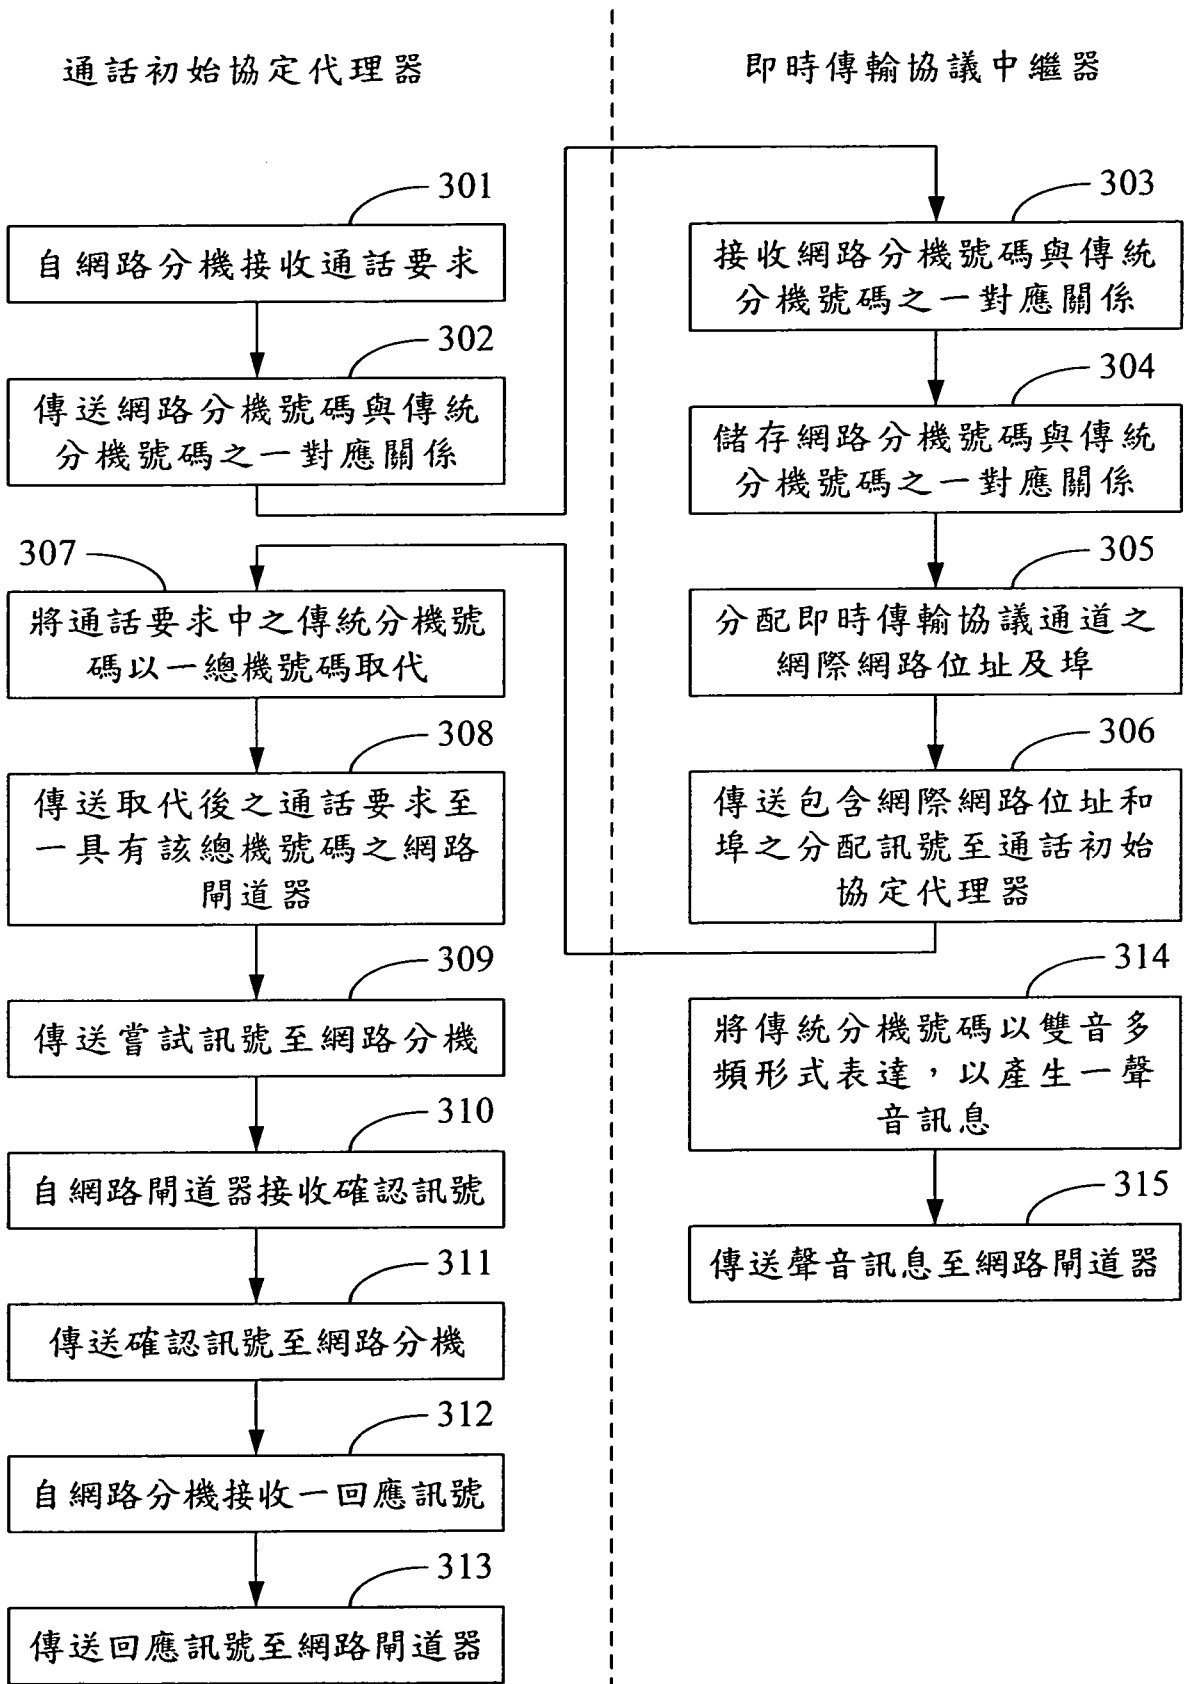 通話初始協定代理器
即時傳輸協議中繼器
301
自網路分機接收通話要求
302
傳送網路分機號碼與傳統
分機號碼之一對應關係
303
接收網路分機號碼與傳統
分機號碼之一對應關係
304
儲存網路分機號碼與傳統
分機號碼之一對應關係
305
分配即時傳輸協議通道之
網際網路位址及埠
306
傳送包含網際網路位址和
埠之分配訊號至通話初始
協定代理器
307
將通話要求中之傳統分機號
碼以一總機號碼取代
308
傳送取代後之通話要求至
一具有該總機號碼之網路
閘道器
309
傳送嘗試訊號至網路分機
310
自網路閘道器接收確認訊號
311
傳送確認訊號至網路分機
312
自網路分機接收一回應訊號
313
傳送回應訊號至網路閘道器
314
將傳統分機號碼以雙音多
頻形式表達，以產生一聲
音訊息
315
傳送聲音訊息至網路閘道器